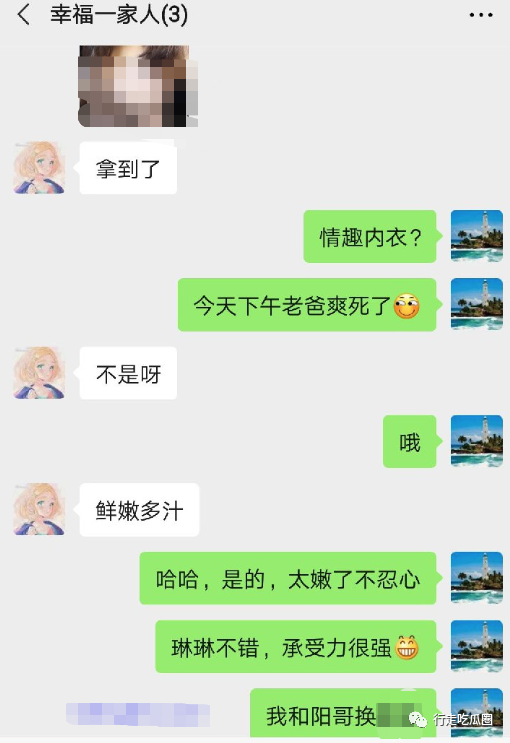 幸福一家人(3)
拿到了
情趣内衣?
今天下午老爸爽死了
不是呀
哦
鲜嫩多汁
哈哈，是的，太嫩了不忍心
琳琳不错，承受力很强
我和阳哥换
行走吃瓜圈